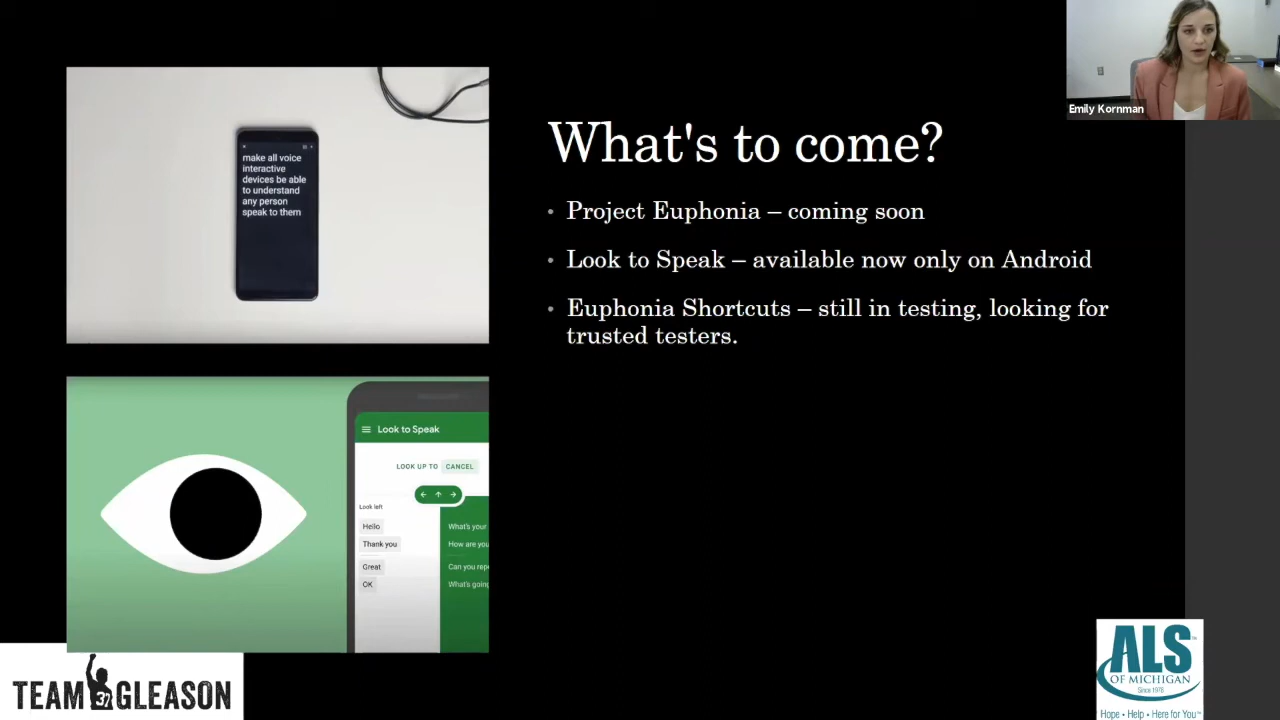 Emily Kornman
What's to come?
• Project Euphonia – coming soon
• Look to Speak – available now only on Android
• Euphonia Shortcuts – still in testing, looking for
trusted testers.
make all voice
interactive
devices be able
to understand
any person
speak to them
Look to Speak
LOOK UP TO CANCEL
Look left
Hello
Thank you
Great
OK
What's your
How are you
Can you repe
What's going
TEAM GLEASON
37
ALS
OF MICHIGAN
Since 1978
Hope • Help • Here for You™